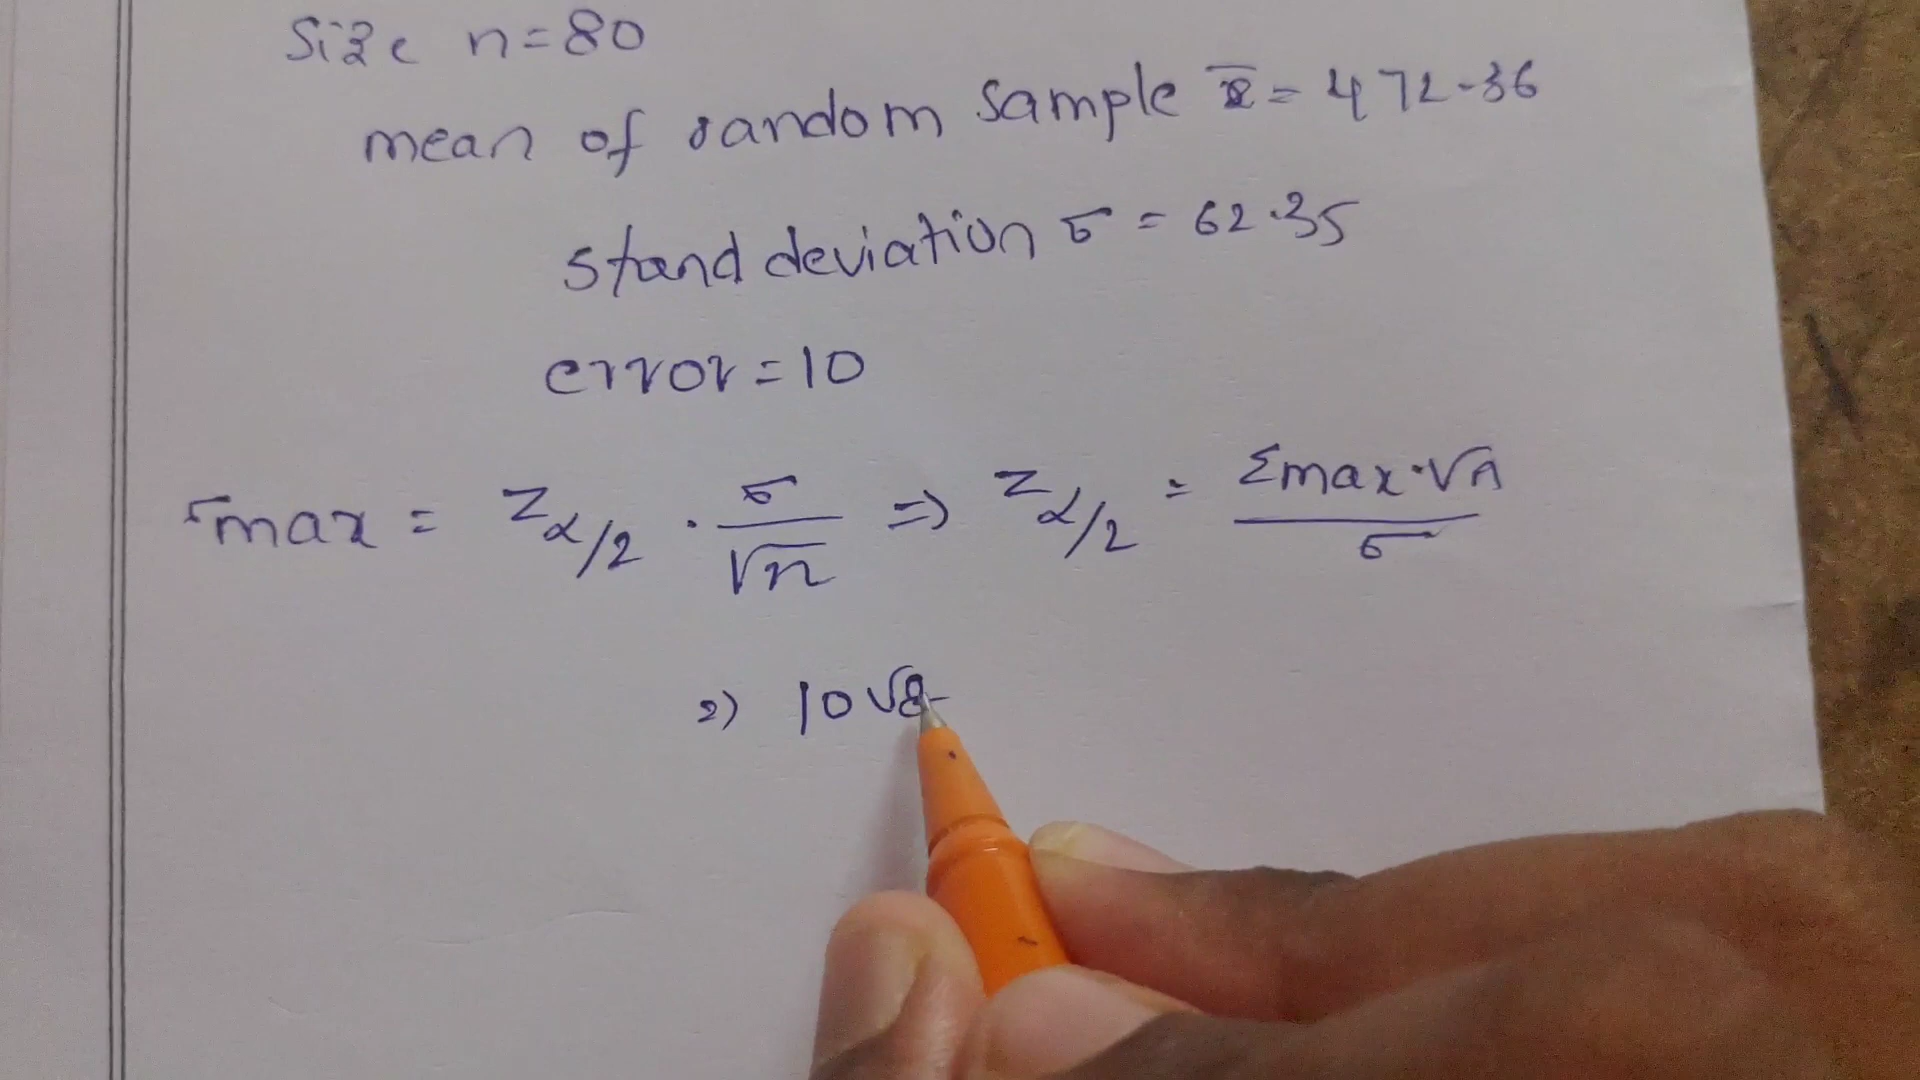 Size n=80
mean of random sample x̄ = 472.36
stand deviation σ = 62.35
error = 10
Emax = Zα/2 · σ/√n ⇒ Zα/2 = Emax·√n/σ
⇒ 10√8